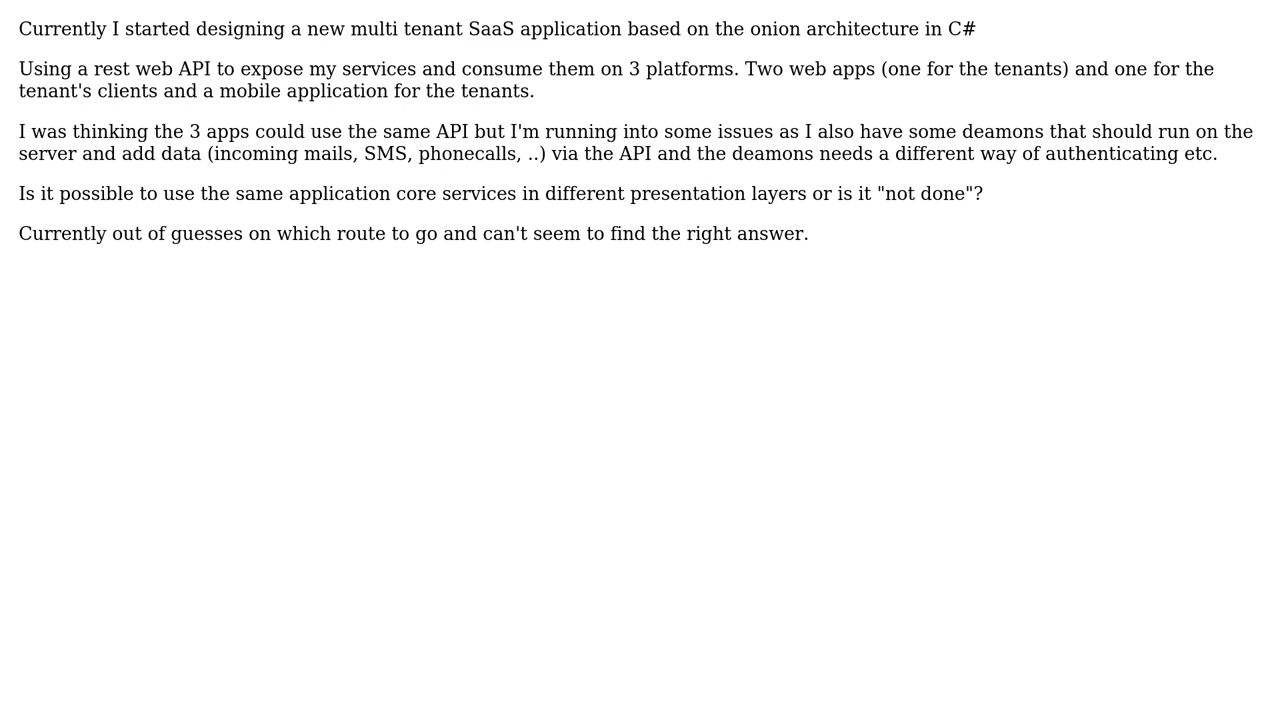 Currently I started designing a new multi tenant SaaS application based on the onion architecture in C#
Using a rest web API to expose my services and consume them on 3 platforms. Two web apps (one for the tenants) and one for the
tenant's clients and a mobile application for the tenants.
I was thinking the 3 apps could use the same API but I'm running into some issues as I also have some deamons that should run on the
server and add data (incoming mails, SMS, phonecalls, ..) via the API and the deamons needs a different way of authenticating etc.
Is it possible to use the same application core services in different presentation layers or is it "not done"?
Currently out of guesses on which route to go and can't seem to find the right answer.